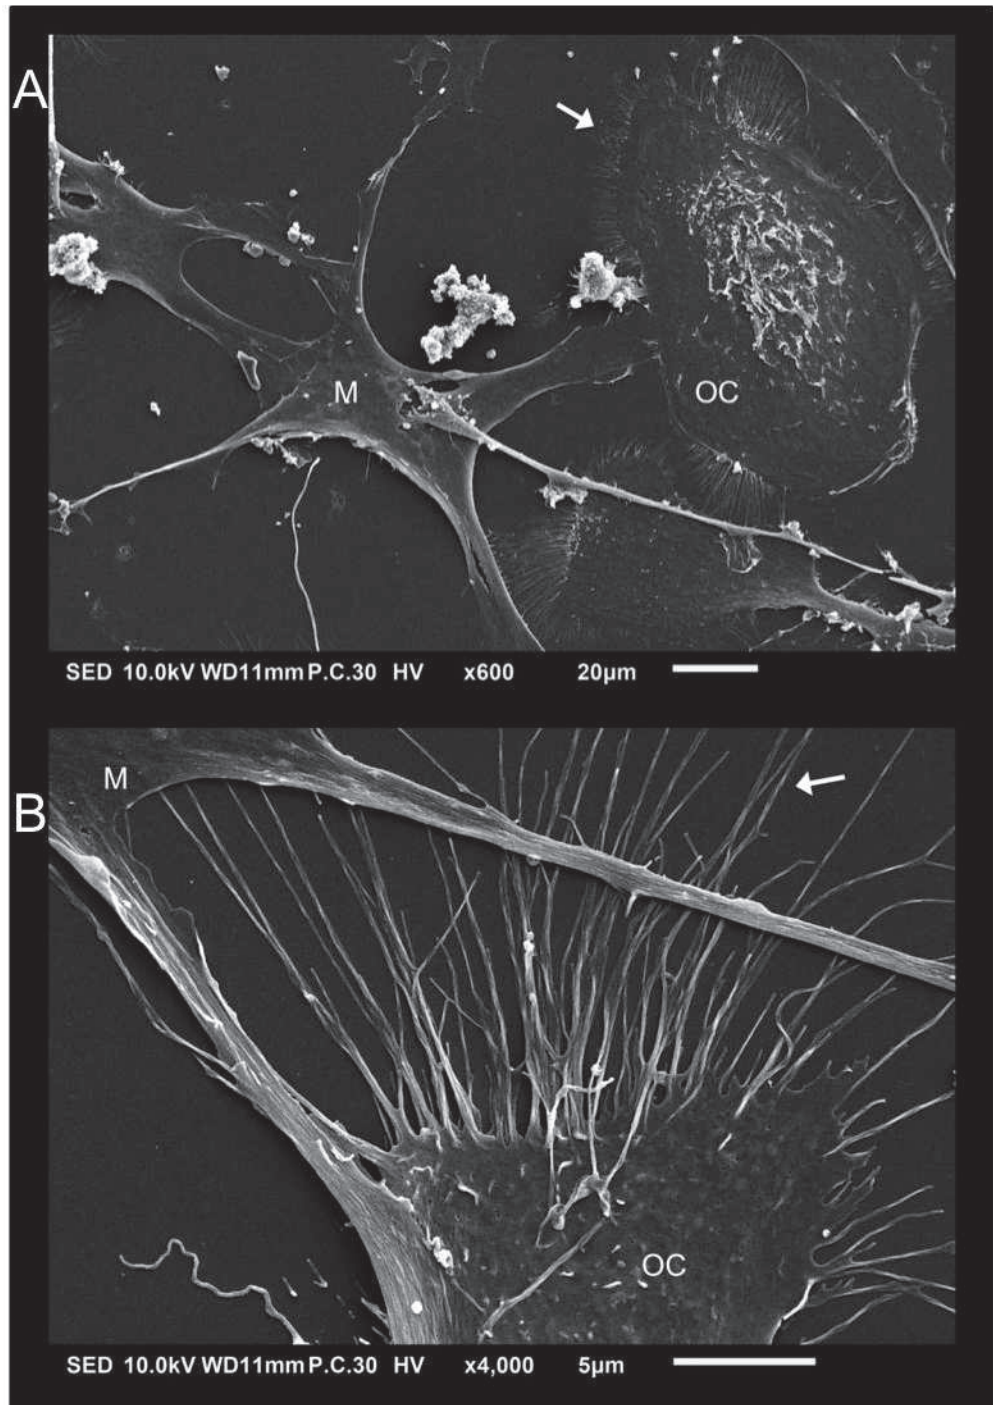 A
M
OC
SED 10.0kV WD11mm P.C.30 HV x600 20µm
M
B
OC
SED 10.0kV WD11mm P.C.30 HV x4,000 5µm